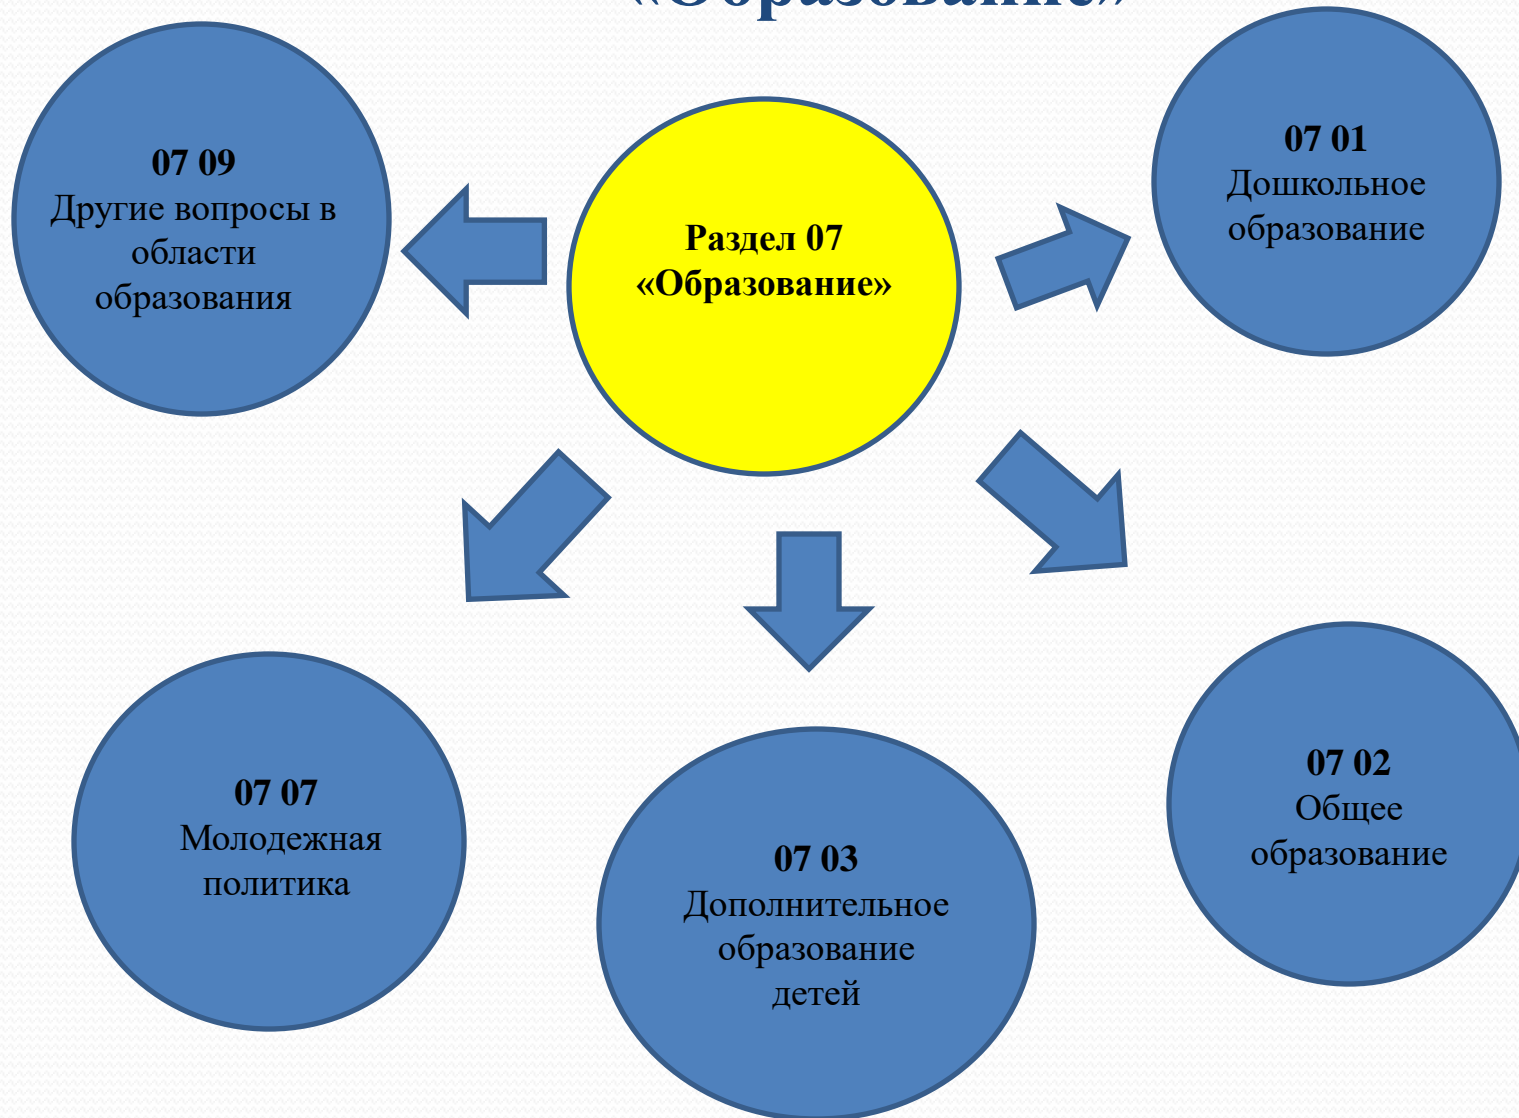 «Образование»
07 09
Другие вопросы в
области
образования
Раздел 07
«Образование»
07 01
Дошкольное
образование
07 07
Молодежная
политика
07 03
Дополнительное
образование
детей
07 02
Общее
образование